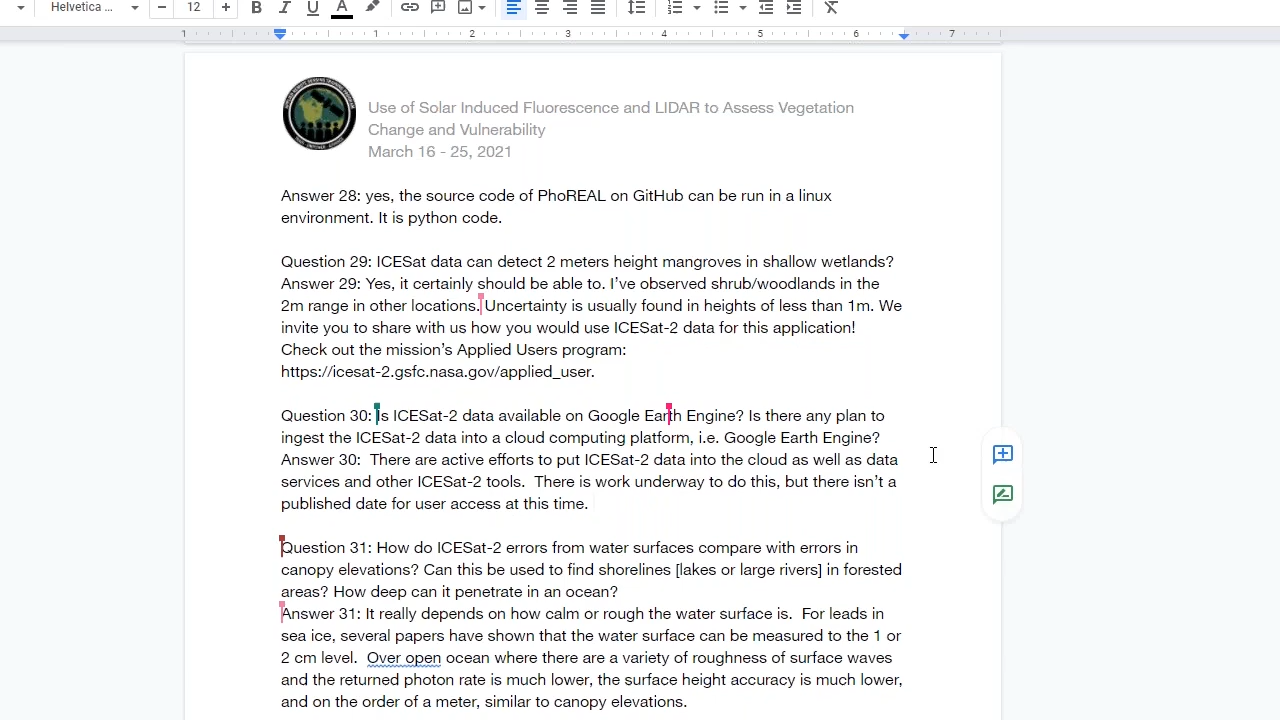 Helvetica ...
12
B I U A
1 1 2 3 4 5 6 7
Use of Solar Induced Fluorescence and LIDAR to Assess Vegetation
Change and Vulnerability
March 16 - 25, 2021
Answer 28: yes, the source code of PhoREAL on GitHub can be run in a linux
environment. It is python code.
Question 29: ICESat data can detect 2 meters height mangroves in shallow wetlands?
Answer 29: Yes, it certainly should be able to. I've observed shrub/woodlands in the
2m range in other locations. Uncertainty is usually found in heights of less than 1m. We
invite you to share with us how you would use ICESat-2 data for this application!
Check out the mission's Applied Users program:
https://icesat-2.gsfc.nasa.gov/applied_user.
Question 30: Is ICESat-2 data available on Google Earth Engine? Is there any plan to
ingest the ICESat-2 data into a cloud computing platform, i.e. Google Earth Engine?
Answer 30:  There are active efforts to put ICESat-2 data into the cloud as well as data
services and other ICESat-2 tools.  There is work underway to do this, but there isn't a
published date for user access at this time.
Question 31: How do ICESat-2 errors from water surfaces compare with errors in
canopy elevations? Can this be used to find shorelines [lakes or large rivers] in forested
areas? How deep can it penetrate in an ocean?
Answer 31: It really depends on how calm or rough the water surface is.  For leads in
sea ice, several papers have shown that the water surface can be measured to the 1 or
2 cm level.  Over open ocean where there are a variety of roughness of surface waves
and the returned photon rate is much lower, the surface height accuracy is much lower,
and on the order of a meter, similar to canopy elevations.